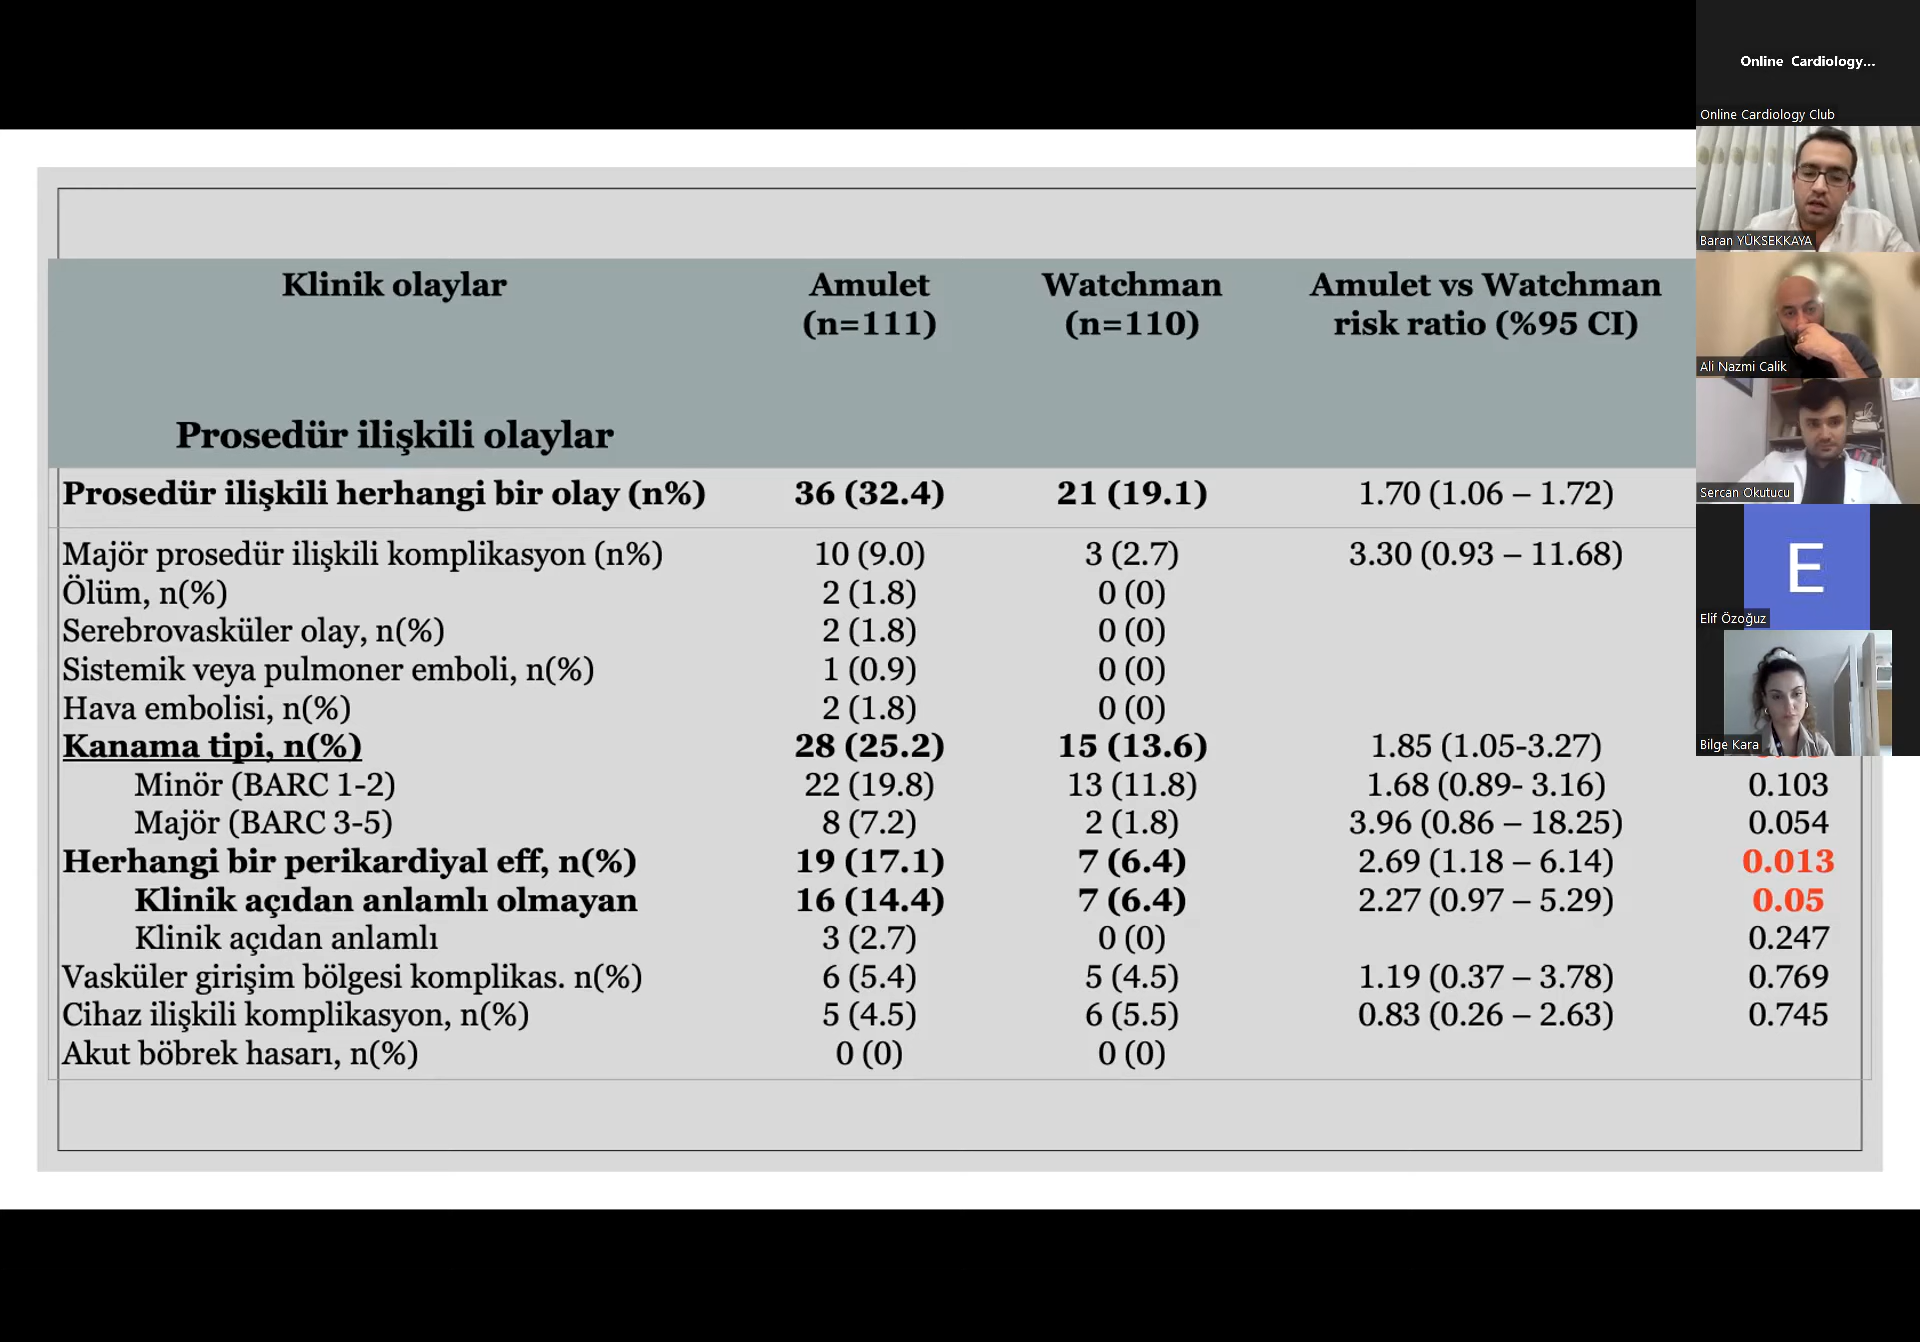 Online Cardiology...
Online Cardiology Club
Baran YÜKSEKKAYA
Ali Nazmi Calik
Sercan Okutucu
E
Elif Özoğuz
Bilge Kara
Klinik olaylar Amulet (n=111) Watchman (n=110) Amulet vs Watchman risk ratio (%95 CI)
Prosedür ilişkili olaylar
Prosedür ilişkili herhangi bir olay (n%) 36 (32.4) 21 (19.1) 1.70 (1.06 – 1.72)
Majör prosedür ilişkili komplikasyon (n%) 10 (9.0) 3 (2.7) 3.30 (0.93 – 11.68)
Ölüm, n(%) 2 (1.8) 0 (0)
Serebrovasküler olay, n(%) 2 (1.8) 0 (0)
Sistemik veya pulmoner emboli, n(%) 1 (0.9) 0 (0)
Hava embolisi, n(%) 2 (1.8) 0 (0)
Kanama tipi, n(%) 28 (25.2) 15 (13.6) 1.85 (1.05-3.27)
Minör (BARC 1-2) 22 (19.8) 13 (11.8) 1.68 (0.89- 3.16) 0.103
Majör (BARC 3-5) 8 (7.2) 2 (1.8) 3.96 (0.86 – 18.25) 0.054
Herhangi bir perikardiyal eff, n(%) 19 (17.1) 7 (6.4) 2.69 (1.18 – 6.14) 0.013
Klinik açıdan anlamlı olmayan 16 (14.4) 7 (6.4) 2.27 (0.97 – 5.29) 0.05
Klinik açıdan anlamlı 3 (2.7) 0 (0) 0.247
Vasküler girişim bölgesi komplikas. n(%) 6 (5.4) 5 (4.5) 1.19 (0.37 – 3.78) 0.769
Cihaz ilişkili komplikasyon, n(%) 5 (4.5) 6 (5.5) 0.83 (0.26 – 2.63) 0.745
Akut böbrek hasarı, n(%) 0 (0) 0 (0)